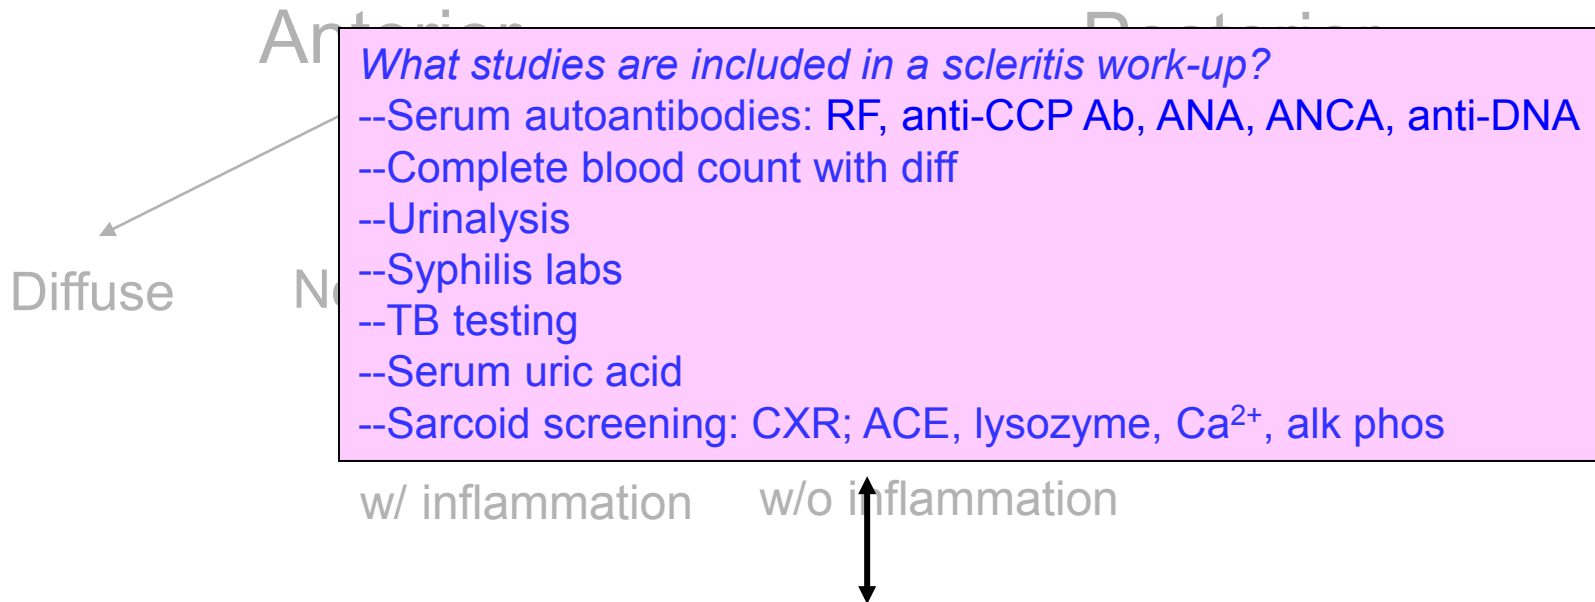 What studies are included in a scleritis work-up?
--Serum autoantibodies: RF, anti-CCP Ab, ANA, ANCA, anti-DNA
--Complete blood count with diff
--Urinalysis
--Syphilis labs
--TB testing
--Serum uric acid
--Sarcoid screening: CXR; ACE, lysozyme, Ca²⁺, alk phos
Diffuse
w/ inflammation
w/o inflammation